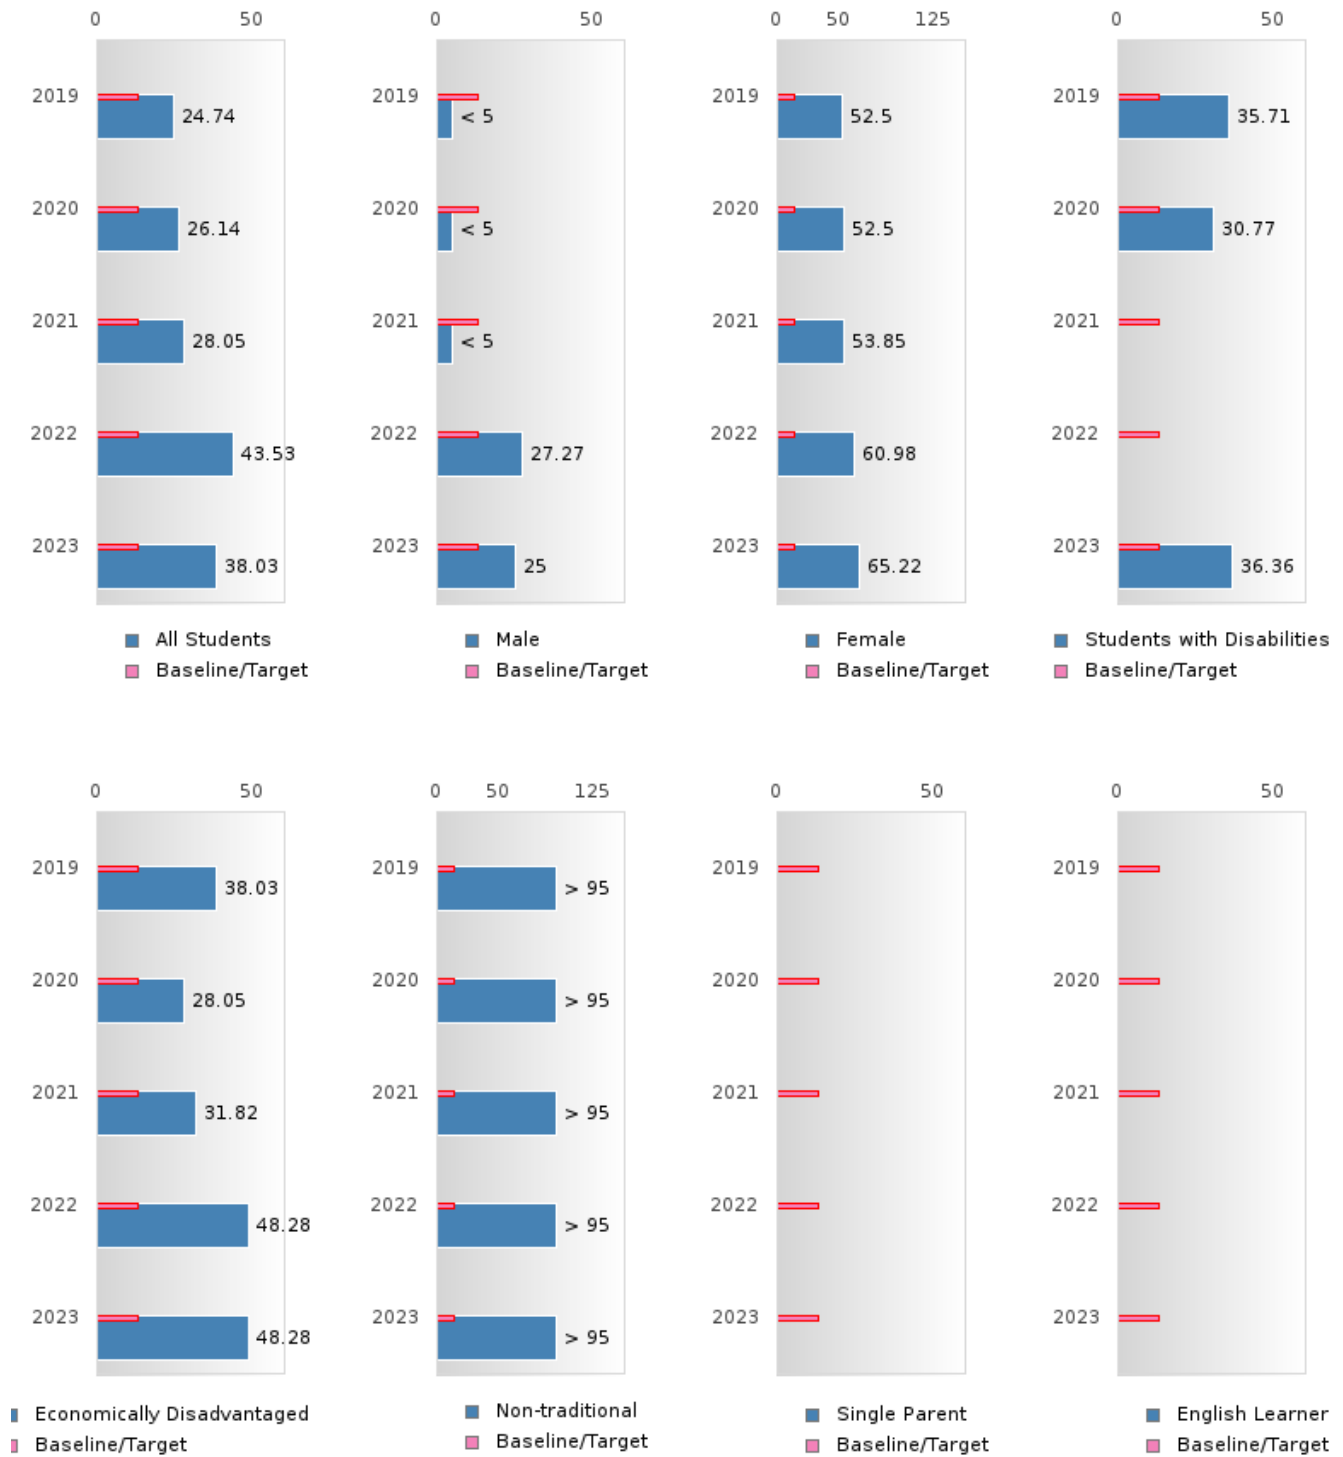 0 50 0 50 0 50 125 0 50
2019 24.74 2019 < 5 2019 52.5 2019 35.71
2020 26.14 2020 < 5 2020 52.5 2020 30.77
2021 28.05 2021 < 5 2021 53.85 2021
2022 43.53 2022 27.27 2022 60.98 2022
2023 38.03 2023 25 2023 65.22 2023 36.36
All Students Male Female Students with Disabilities
Baseline/Target Baseline/Target Baseline/Target Baseline/Target
0 50 0 50 125 0 50 0 50
2019 38.03 2019 > 95 2019 2019
2020 28.05 2020 > 95 2020 2020
2021 31.82 2021 > 95 2021 2021
2022 48.28 2022 > 95 2022 2022
2023 48.28 2023 > 95 2023 2023
Economically Disadvantaged Non-traditional Single Parent English Learner
Baseline/Target Baseline/Target Baseline/Target Baseline/Target